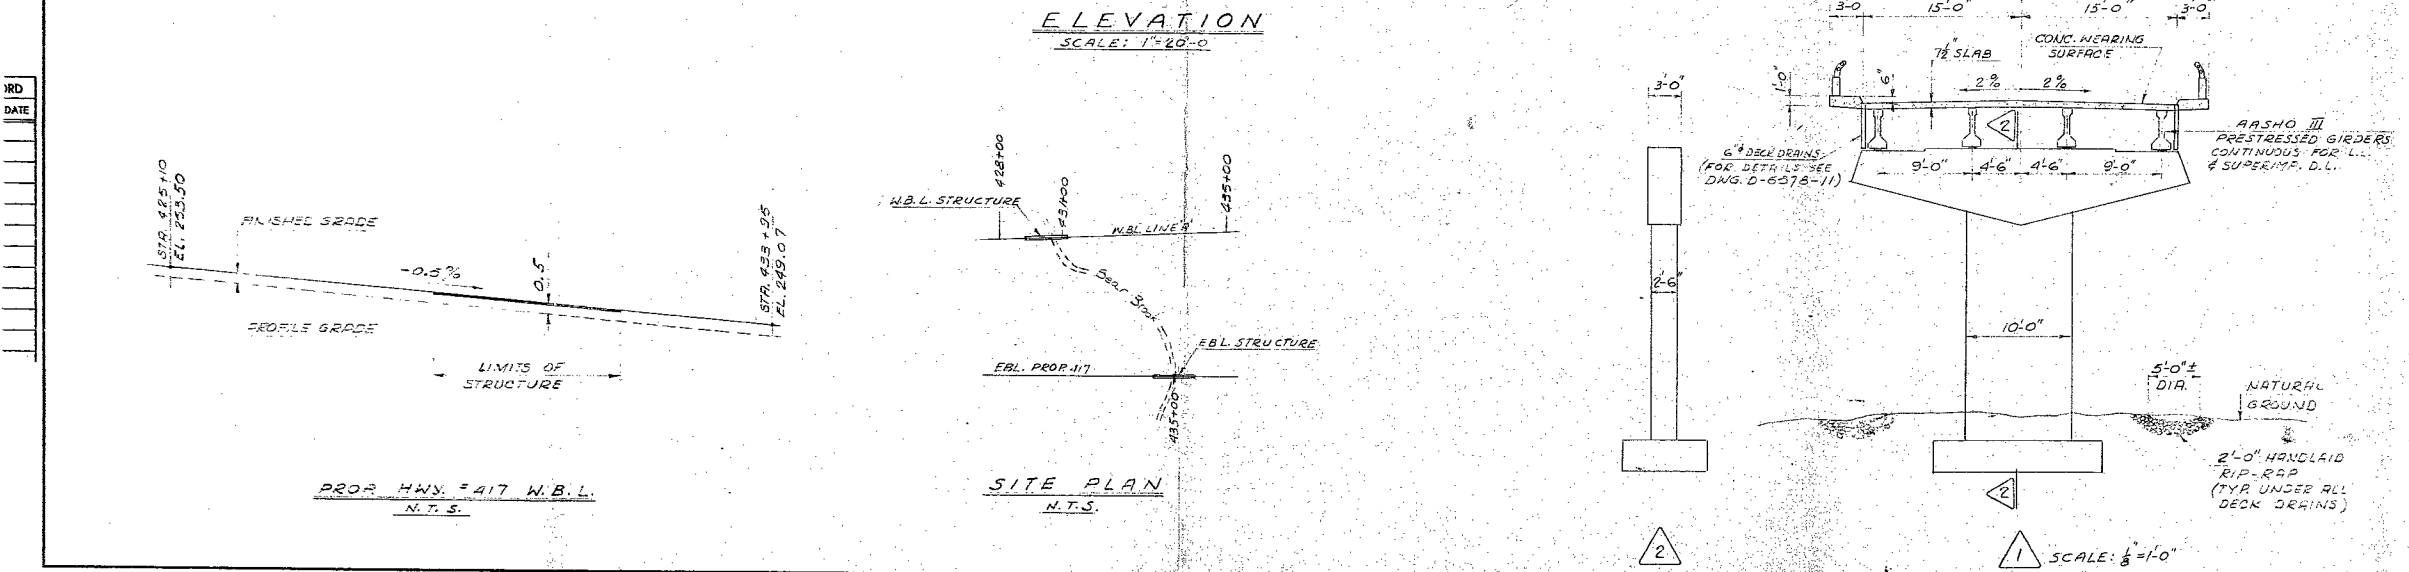 ELEVATION
SCALE: 1"=20'-0
ORD
DATE
STA. 425+10
EL. 253.50
FINISHED GRADE
-0.5%
0.5
STA. 433+95
EL. 249.07
PROFILE GRADE
LIMITS OF
STRUCTURE
PROP. HWY. #417 W.B.L.
N.T.S.
428+00
431+00
435+00
W.B.L. STRUCTURE
W.B.L. LINE 'A'
Bear Brook
EBL. STRUCTURE
EBL. PROP. 417
435+00
SITE PLAN
N.T.S.
3'-0"
2'-6"
2
3'-0
15'-0"
15'-0"
3'-0"
7½" SLAB
CONC. WEARING
SURFACE
1'-0"
6"
2%
2%
2
AASHO III
PRESTRESSED GIRDERS
CONTINUOUS FOR L.L.
& SUPERIMP. D.L.
6"ø DECK DRAINS
(FOR DETAILS SEE
DWG. D-6578-11)
9'-0"
4'-6"
4'-6"
9'-0"
10'-0"
5'-0"±
DIA.
NATURAL
GROUND
2'-0" HANDLAID
RIP-RAP
(TYP. UNDER ALL
DECK DRAINS)
2
1
SCALE: ⅛"=1'-0"